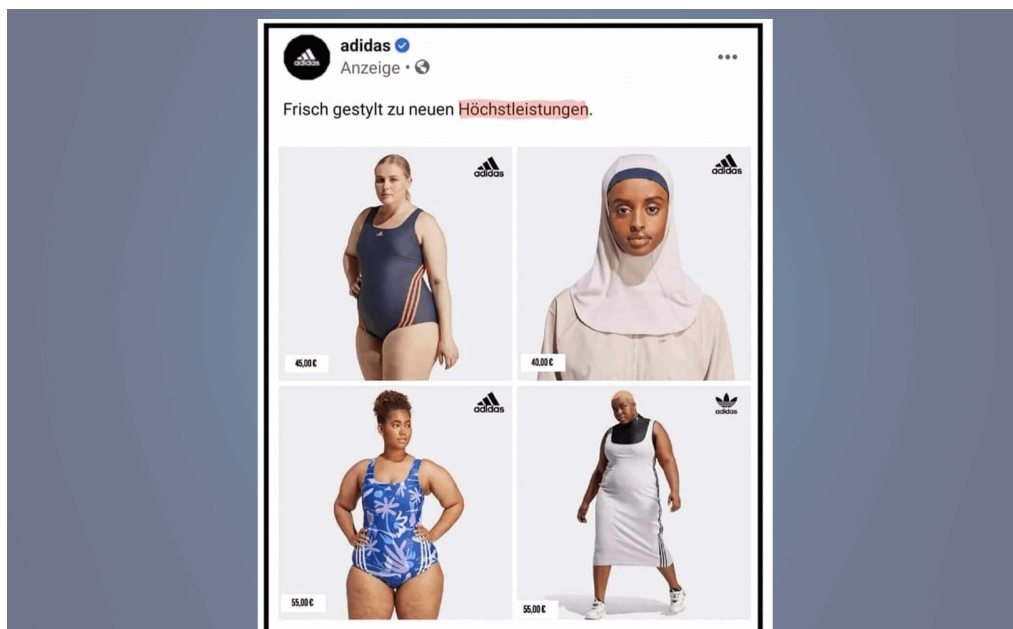 adidas
adidas
Anzeige
Frisch gestylt zu neuen Höchstleistungen.
adidas
adidas
45,00 €
40,00 €
adidas
adidas
55,00 €
55,00 €